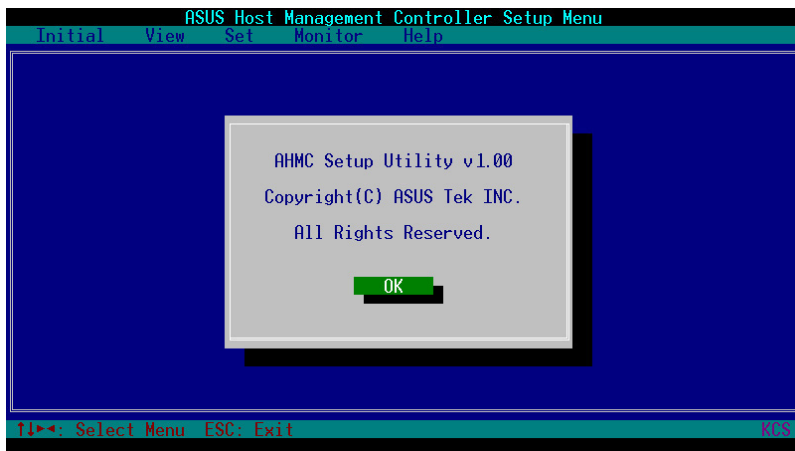 ASUS Host Management Controller Setup Menu
Initial View Set Monitor Help
AHMC Setup Utility v1.00
Copyright(C) ASUS Tek INC.
All Rights Reserved.
OK
↑↓►◄: Select Menu ESC: Exit KCS